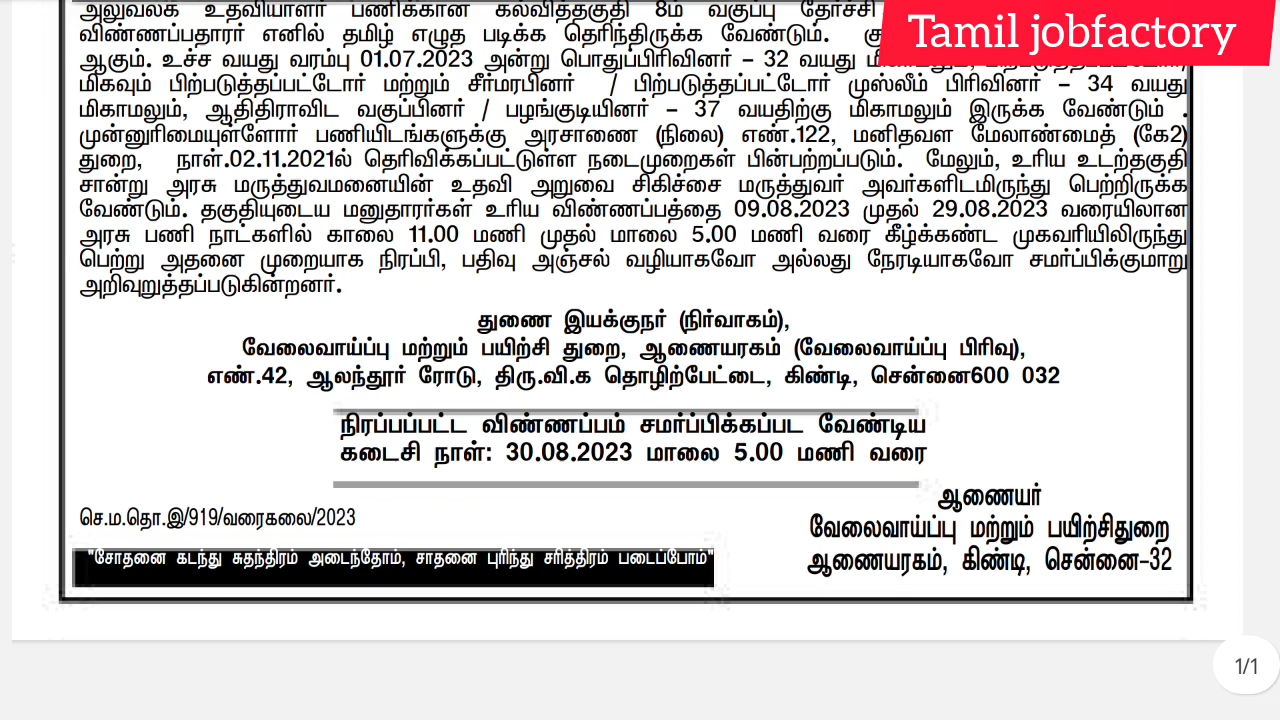 அலுவலக உதவியாளர் பணிக்கான கல்வித்தகுதி 8ம் வகுப்பு தேர்ச்சி
Tamil jobfactory
விண்ணப்பதாரர் எனில் தமிழ் எழுத படிக்க தெரிந்திருக்க வேண்டும்.
ஆகும். உச்ச வயது வரம்பு 01.07.2023 அன்று பொதுப்பிரிவினர் – 32 வயது
மிகவும் பிற்படுத்தப்பட்டோர் மற்றும் சீர்மரபினர் / பிற்படுத்தப்பட்டோர் முஸ்லீம் பிரிவினர் – 34 வயது
மிகாமலும், ஆதிதிராவிட வகுப்பினர் / பழங்குடியினர் – 37 வயதிற்கு மிகாமலும் இருக்க வேண்டும் .
முன்னுரிமையுள்ளோர் பணியிடங்களுக்கு அரசாணை (நிலை) எண்.122, மனிதவள மேலாண்மைத் (கே2)
துறை, நாள்.02.11.2021ல் தெரிவிக்கப்பட்டுள்ள நடைமுறைகள் பின்பற்றப்படும். மேலும், உரிய உடற்தகுதி
சான்று அரசு மருத்துவமனையின் உதவி அறுவை சிகிச்சை மருத்துவர் அவர்களிடமிருந்து பெற்றிருக்க
வேண்டும். தகுதியுடைய மனுதாரர்கள் உரிய விண்ணப்பத்தை 09.08.2023 முதல் 29.08.2023 வரையிலான
அரசு பணி நாட்களில் காலை 11.00 மணி முதல் மாலை 5.00 மணி வரை கீழ்க்கண்ட முகவரியிலிருந்து
பெற்று அதனை முறையாக நிரப்பி, பதிவு அஞ்சல் வழியாகவோ அல்லது நேரடியாகவோ சமர்ப்பிக்குமாறு
அறிவுறுத்தப்படுகின்றனர்.
துணை இயக்குநர் (நிர்வாகம்),
வேலைவாய்ப்பு மற்றும் பயிற்சி துறை, ஆணையரகம் (வேலைவாய்ப்பு பிரிவு),
எண்.42, ஆலந்தூர் ரோடு, திரு.வி.க தொழிற்பேட்டை, கிண்டி, சென்னை600 032
நிரப்பப்பட்ட விண்ணப்பம் சமர்ப்பிக்கப்பட வேண்டிய
கடைசி நாள்: 30.08.2023 மாலை 5.00 மணி வரை
ஆணையர்
செ.ம.தொ.இ/919/வரைகலை/2023
வேலைவாய்ப்பு மற்றும் பயிற்சிதுறை
ஆணையரகம், கிண்டி, சென்னை–32
"சோதனை கடந்து சுதந்திரம் அடைந்தோம், சாதனை புரிந்து சரித்திரம் படைப்போம்"
1/1